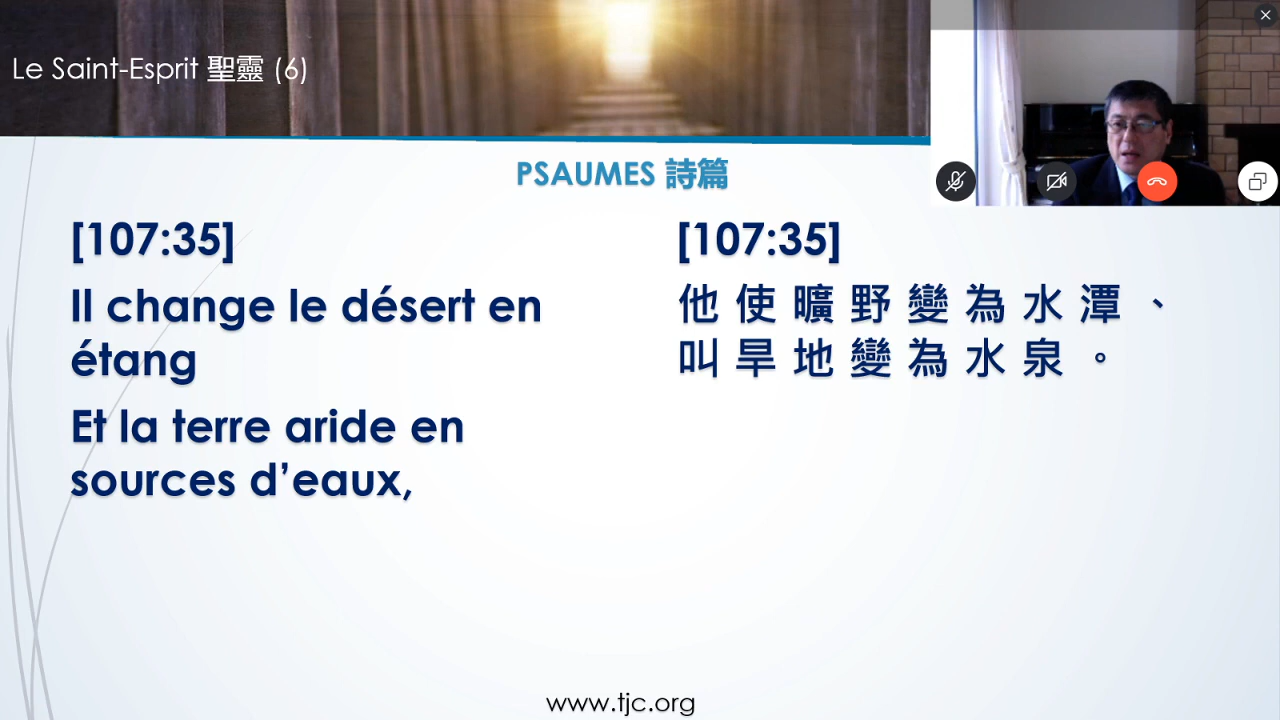 Le Saint-Esprit 聖靈 (6)
PSAUMES 詩篇
[107:35]
Il change le désert en
étang
Et la terre aride en
sources d’eaux,
[107:35]
他使曠野變為水潭、
叫旱地變為水泉。
www.tjc.org